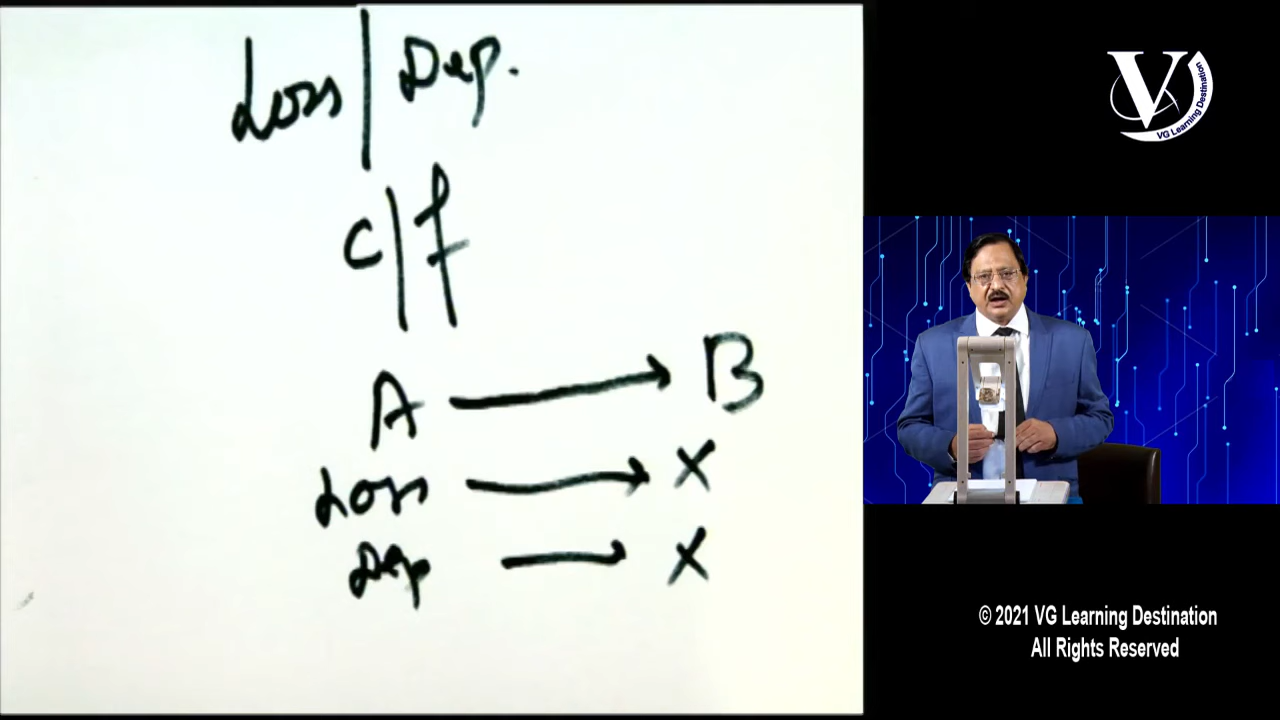 Loss | Dep.
C/f
A → B
Loss → X
Dep → X
V
VG Learning Destination
© 2021 VG Learning Destination
All Rights Reserved